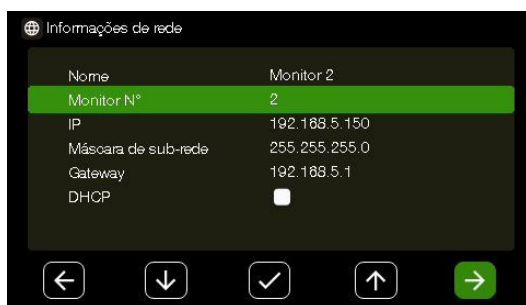 Informações de rede
Nome Monitor 2
Monitor N° 2
IP 192.168.5.150
Máscara de sub-rede 255.255.255.0
Gateway 192.168.5.1
DHCP